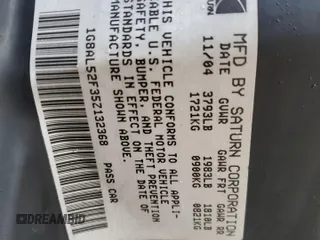 MFD BY SATURN CORPORATION
DATE GVWR GAWR FRT GAWR RR
11/04 3793LB 1983LB 1810LB
1721KG 0900KG 0821KG
THIS VEHICLE CONFORMS TO ALL APPLI-
CABLE U.S. FEDERAL MOTOR VEHICLE
SAFETY, BUMPER, AND THEFT PREVENTION
STANDARDS IN EFFECT ON THE DATE OF
MANUFACTURE SHOWN ABOVE.
1G8AL52F35Z132368 PASS CAR
DREAMBID